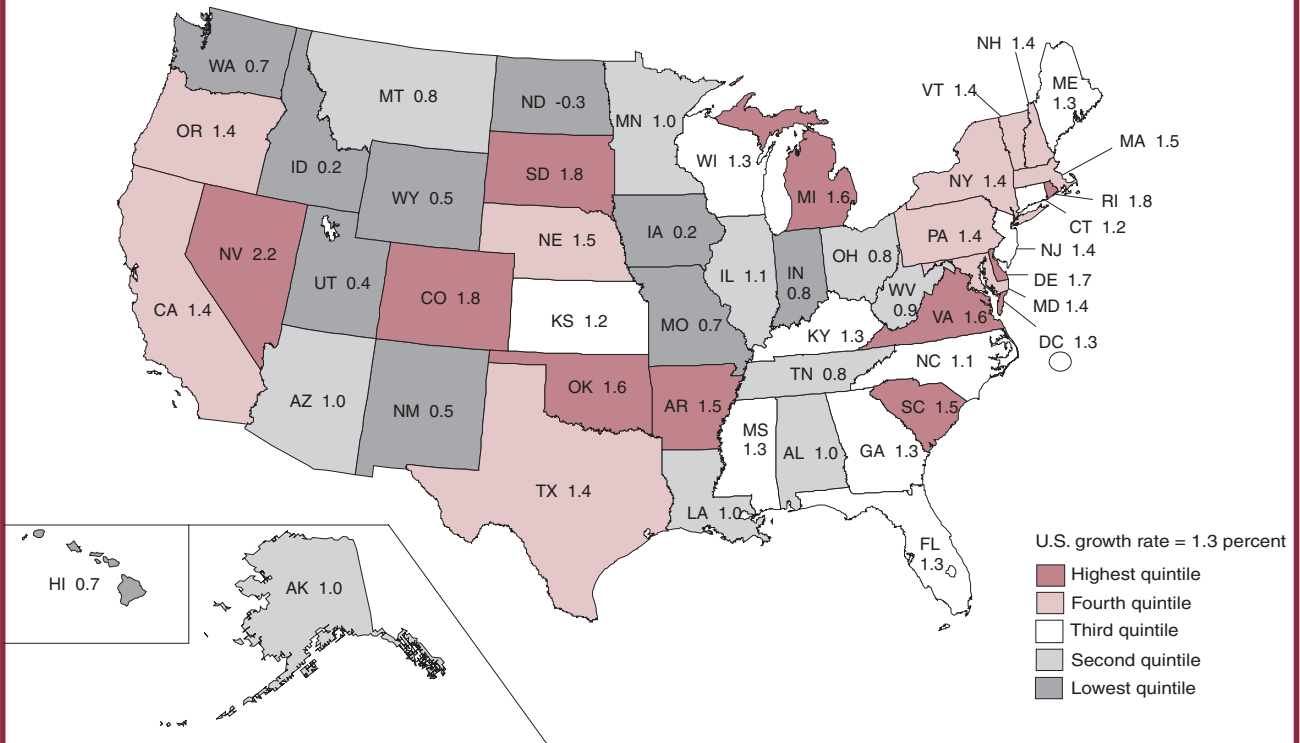 NH 1.4
WA 0.7
VT 1.4
ME
1.3
MT 0.8
ND -0.3
MN 1.0
OR 1.4
MA 1.5
WI 1.3
ID 0.2
SD 1.8
NY 1.4
WY 0.5
MI 1.6
RI 1.8
CT 1.2
IA 0.2
NE 1.5
PA 1.4
NJ 1.4
NV 2.2
OH 0.8
UT 0.4
IL 1.1
IN
0.8
DE 1.7
WV
0.9
CO 1.8
MD 1.4
CA 1.4
KS 1.2
MO 0.7
VA 1.6
KY 1.3
DC 1.3
NC 1.1
TN 0.8
OK 1.6
AZ 1.0
NM 0.5
AR 1.5
SC 1.5
MS
1.3
AL 1.0
GA 1.3
TX 1.4
LA 1.0
FL
1.3
HI 0.7
AK 1.0
U.S. growth rate = 1.3 percent
Highest quintile
Fourth quintile
Third quintile
Second quintile
Lowest quintile